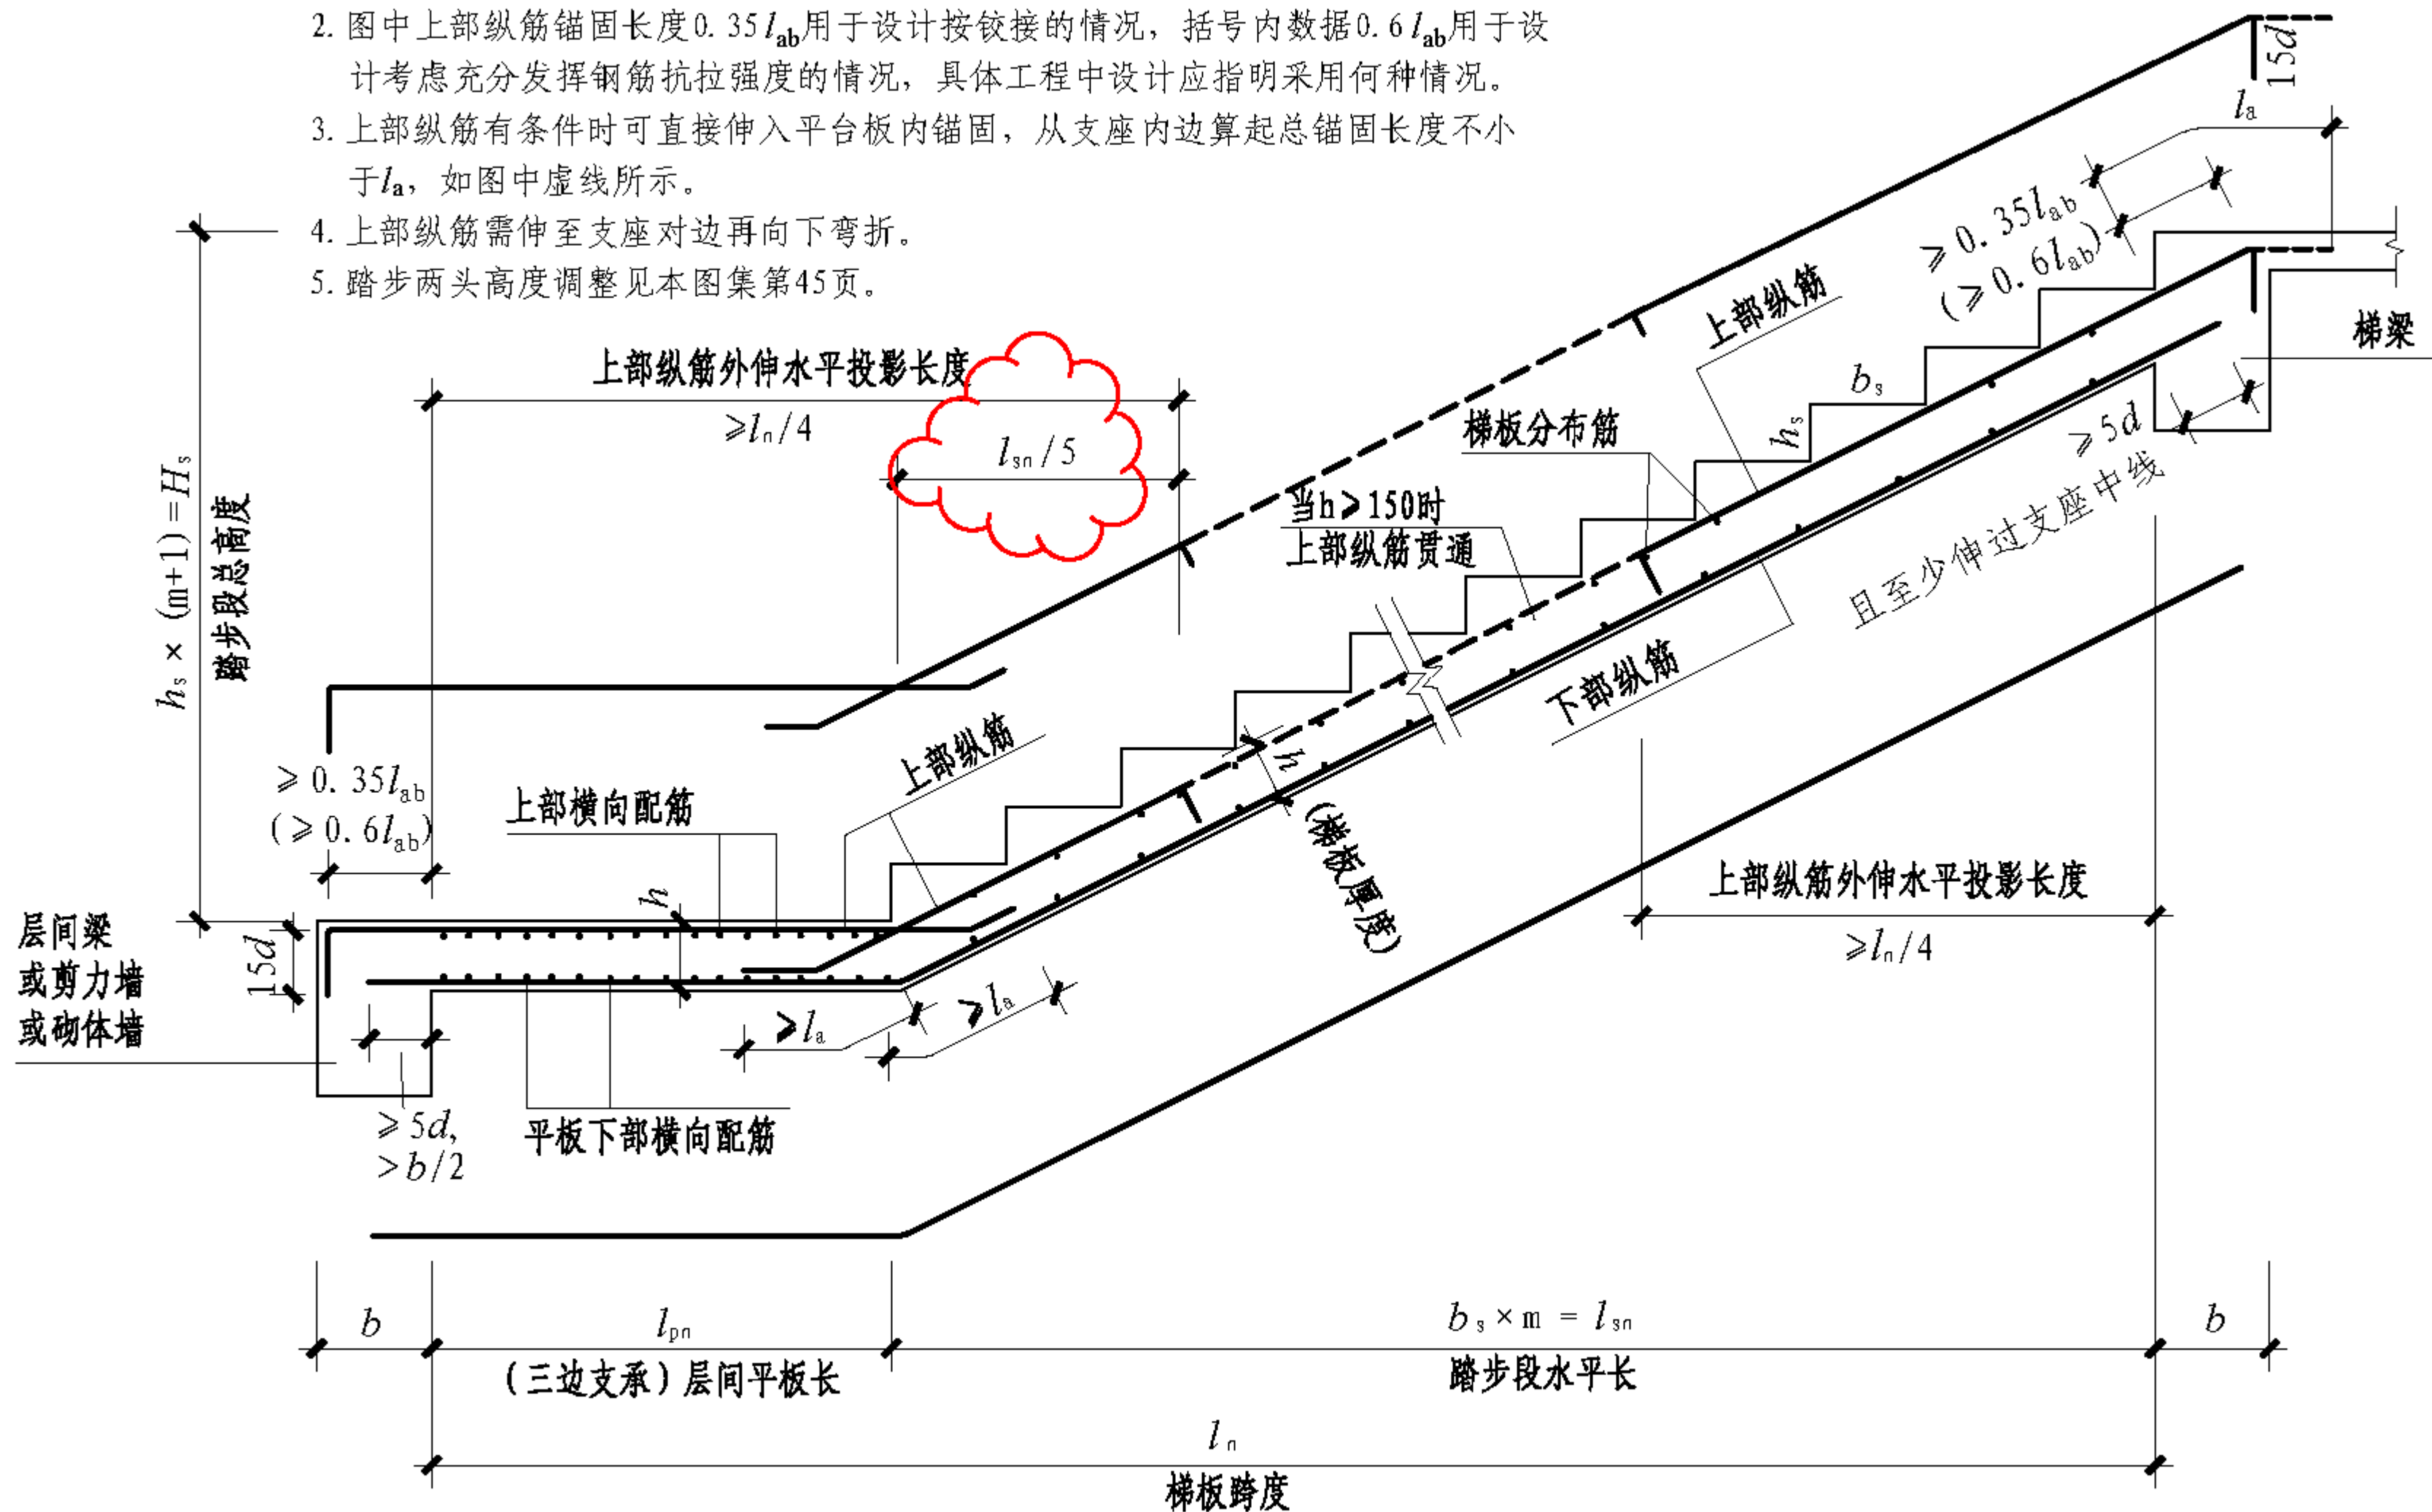 2. 图中上部纵筋锚固长度0.35lab用于设计按铰接的情况，括号内数据0.6lab用于设
计考虑充分发挥钢筋抗拉强度的情况，具体工程中设计应指明采用何种情况。
3. 上部纵筋有条件时可直接伸入平台板内锚固，从支座内边算起总锚固长度不小
于la，如图中虚线所示。
4. 上部纵筋需伸至支座对边再向下弯折。
5. 踏步两头高度调整见本图集第45页。
15d
la
≥0.35lab
(≥0.6lab)
上部纵筋
梯梁
上部纵筋外伸水平投影长度
≥ln/4
lsn/5
bs
hs
梯板分布筋
≥5d
且至少伸过支座中线
当h≥150时
上部纵筋贯通
hs×(m+1)=Hs
踏步段总高度
下部纵筋
上部纵筋
≥0.35lab
(≥0.6lab)
上部横向配筋
h
h
(梯板厚度)
上部纵筋外伸水平投影长度
≥ln/4
层间梁
或剪力墙
或砌体墙
15d
≥la
≥la
≥5d,
>b/2
平板下部横向配筋
b
lpn
(三边支承)层间平板长
bs×m = lsn
踏步段水平长
b
ln
梯板跨度